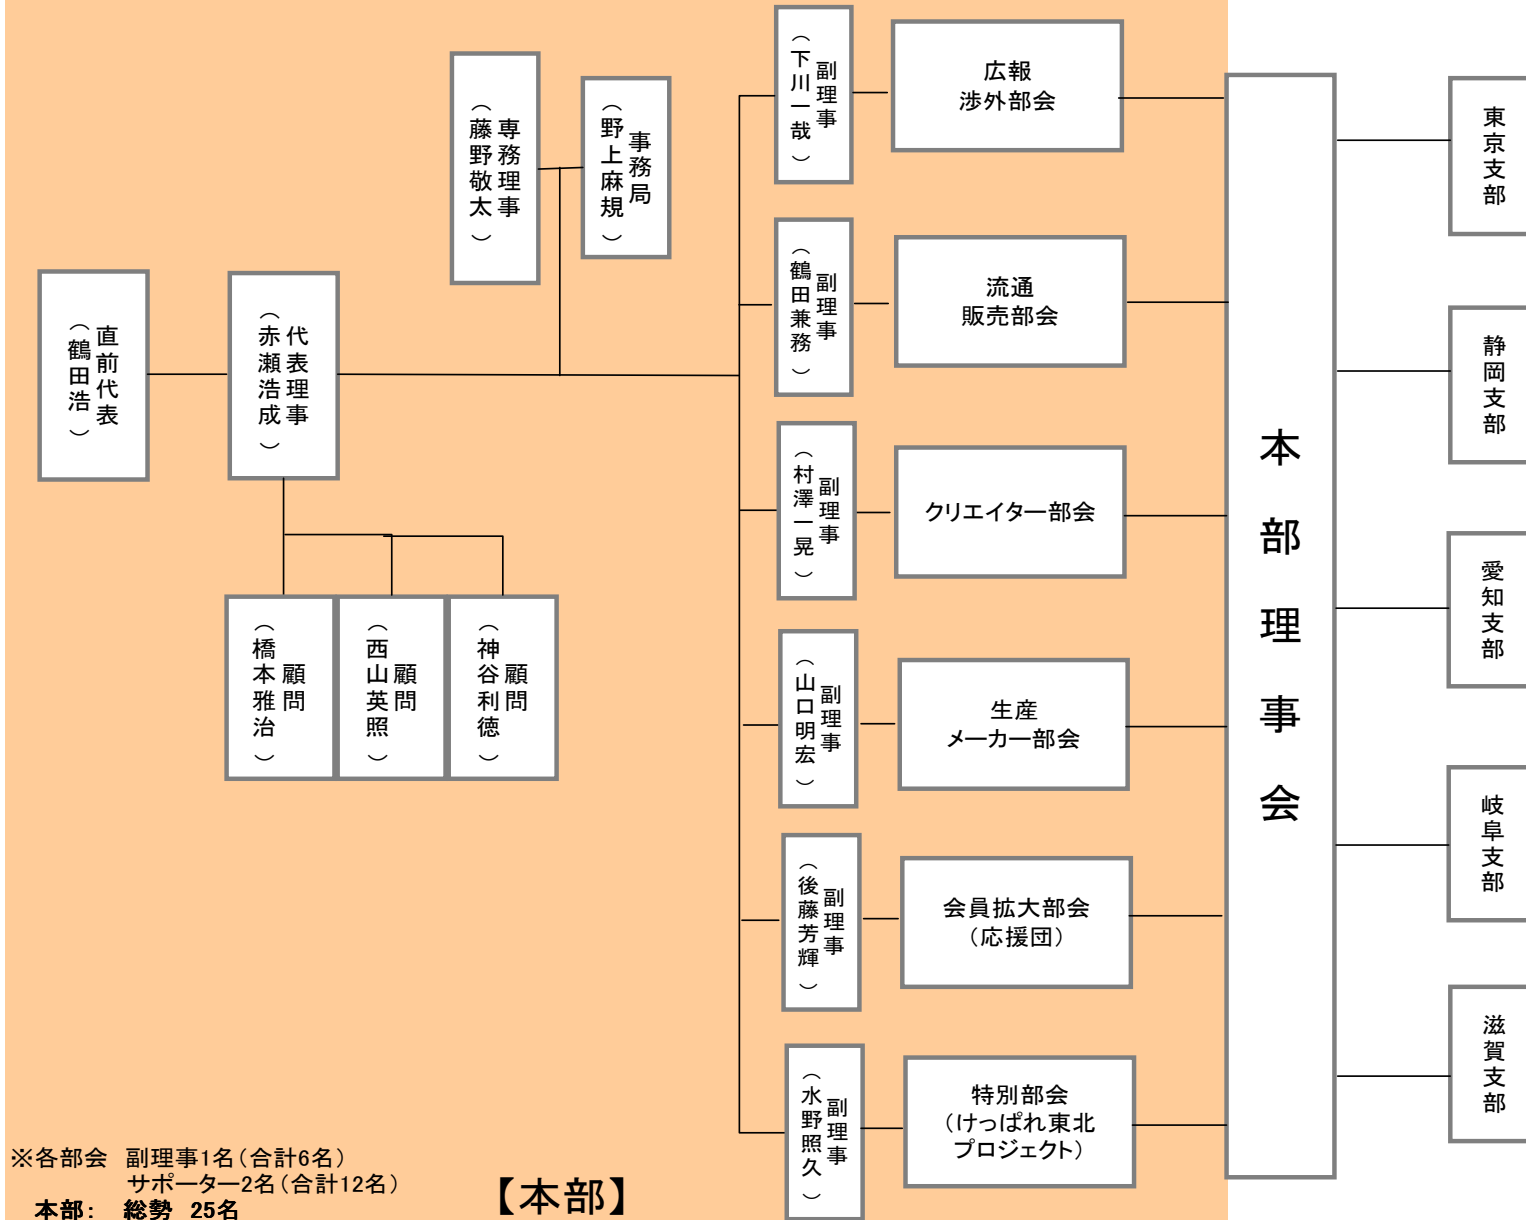 直前代表
（鶴田浩　）
代表理事
（赤瀬浩成　）
専務理事
（藤野敬太　）
事務局
（野上麻規　）
顧問
（橋本雅治　）
顧問
（西山英照　）
顧問
（神谷利徳　）
副理事
（下川一哉　）
広報
渉外部会
副理事
（鶴田兼務　）
流通
販売部会
副理事
（村澤一晃　）
クリエイター部会
副理事
（山口明宏　）
生産
メーカー部会
副理事
（後藤芳輝　）
会員拡大部会
（応援団）
副理事
（水野照久　）
特別部会
（けっぱれ東北
プロジェクト）
本部理事会
東京支部
静岡支部
愛知支部
岐阜支部
滋賀支部
※各部会　副理事1名（合計6名）
サポーター2名（合計12名）
本部：　総勢　25名
【本部】